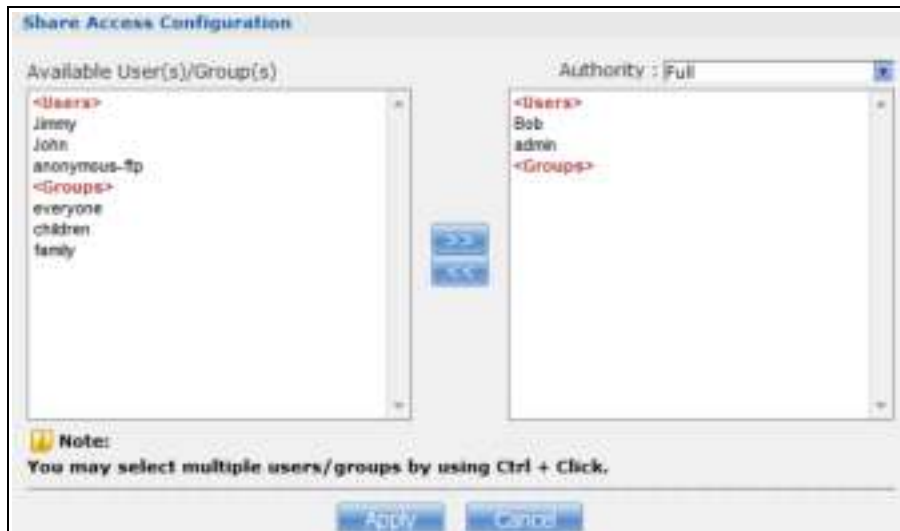 Share Access Configuration
Available User(s)/Group(s)
Authority : Full
<Users>
Jimmy
John
anonymous-ftp
<Groups>
everyone
children
family
>>
<<
<Users>
Bob
admin
<Groups>
Note:
You may select multiple users/groups by using Ctrl + Click.
Apply Cancel